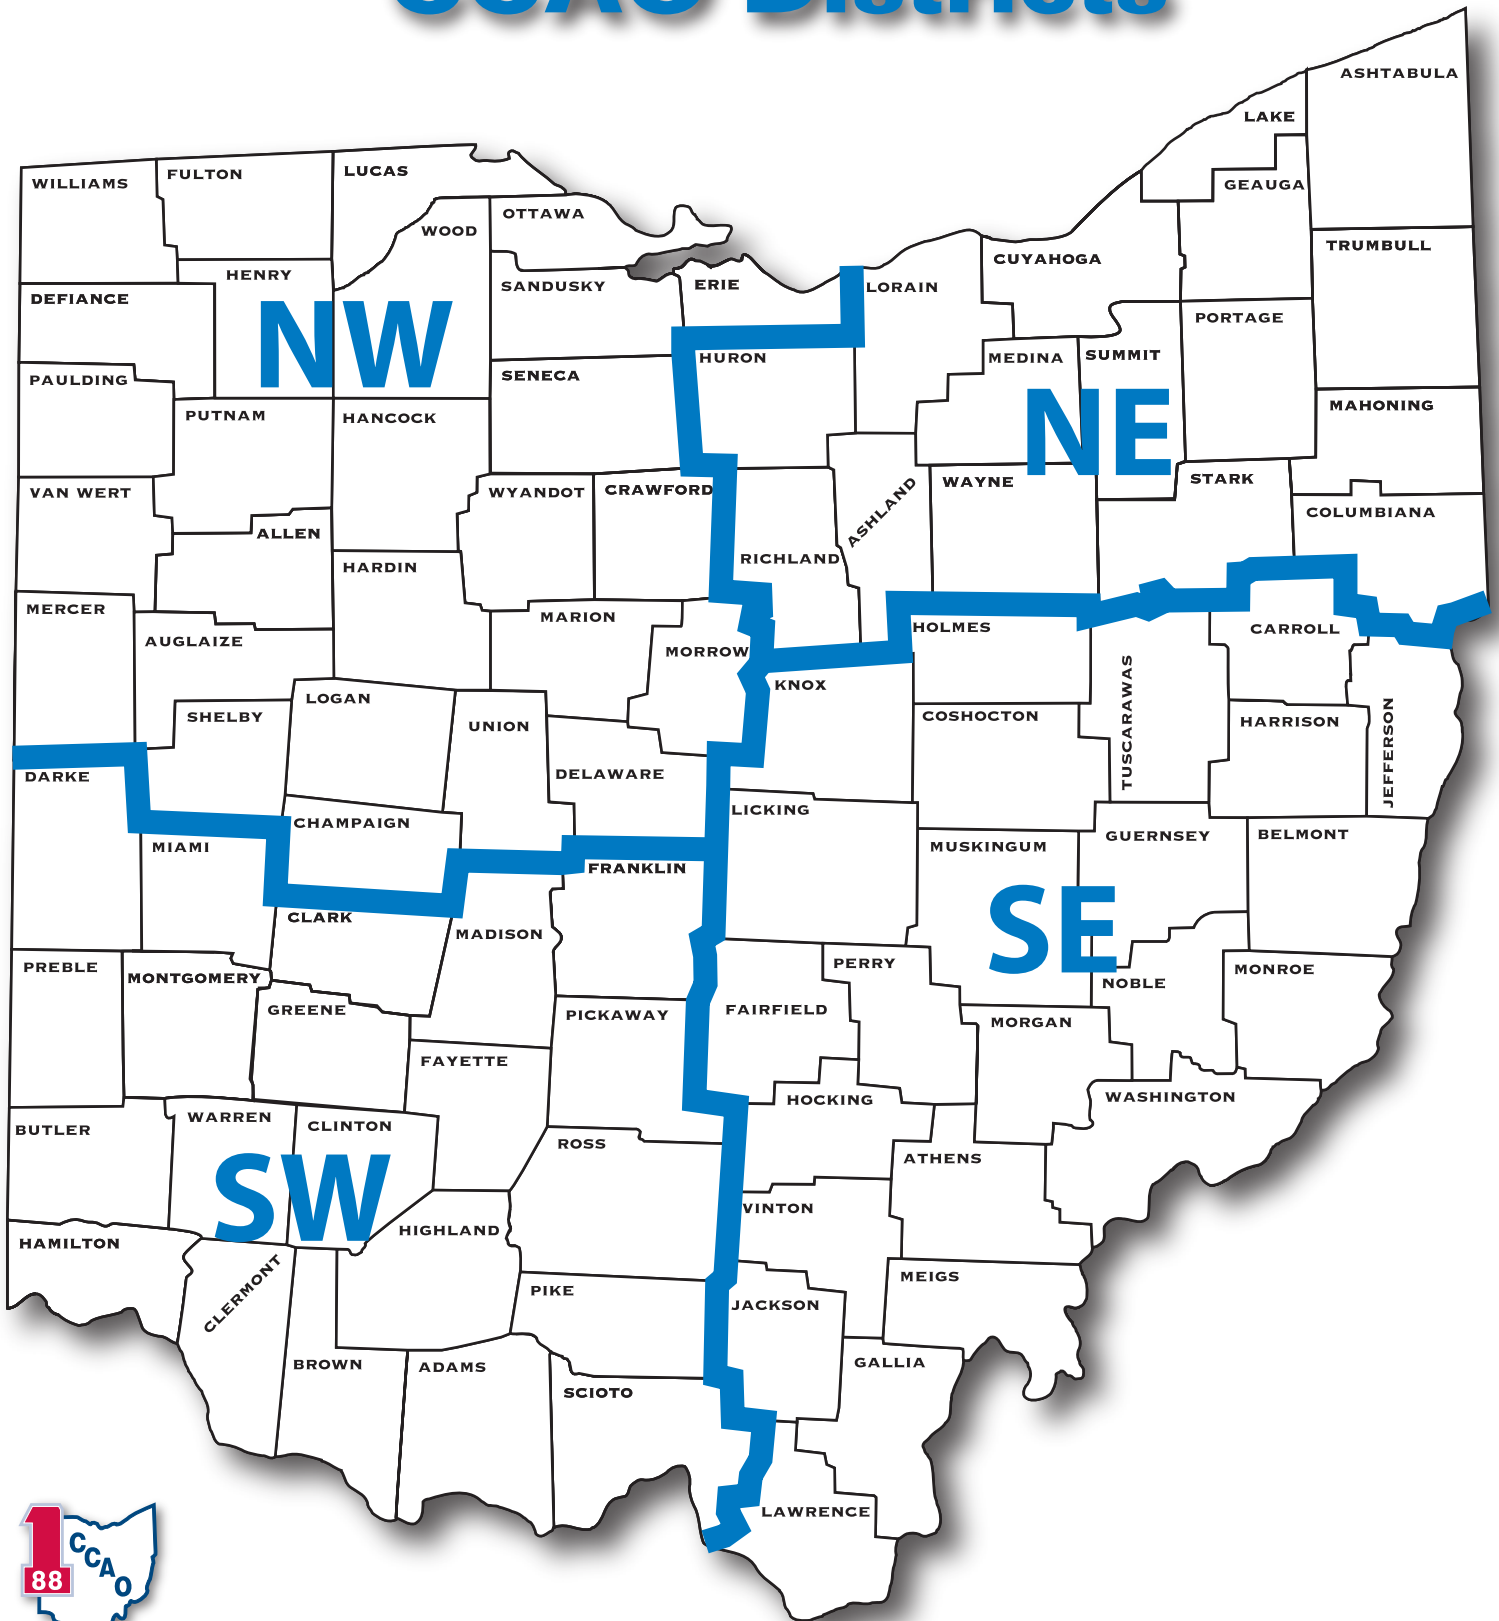 CCAO Districts
ASHTABULA
LAKE
GEAUGA
WILLIAMS
FULTON
LUCAS
OTTAWA
WOOD
CUYAHOGA
TRUMBULL
HENRY
SANDUSKY
ERIE
LORAIN
DEFIANCE
NW
PORTAGE
HURON
MEDINA
SUMMIT
PAULDING
SENECA
NE
MAHONING
PUTNAM
HANCOCK
VAN WERT
WYANDOT
CRAWFORD
ASHLAND
WAYNE
STARK
COLUMBIANA
ALLEN
HARDIN
RICHLAND
MERCER
MARION
HOLMES
CARROLL
AUGLAIZE
MORROW
KNOX
TUSCARAWAS
LOGAN
SHELBY
UNION
COSHOCTON
HARRISON
JEFFERSON
DARKE
DELAWARE
CHAMPAIGN
LICKING
MIAMI
MUSKINGUM
GUERNSEY
BELMONT
FRANKLIN
CLARK
MADISON
SE
PREBLE
MONTGOMERY
PERRY
NOBLE
MONROE
GREENE
PICKAWAY
FAIRFIELD
MORGAN
FAYETTE
HOCKING
WASHINGTON
BUTLER
WARREN
CLINTON
ROSS
ATHENS
SW
VINTON
HAMILTON
HIGHLAND
CLERMONT
PIKE
JACKSON
MEIGS
BROWN
ADAMS
SCIOTO
GALLIA
LAWRENCE
1
88
CCAO